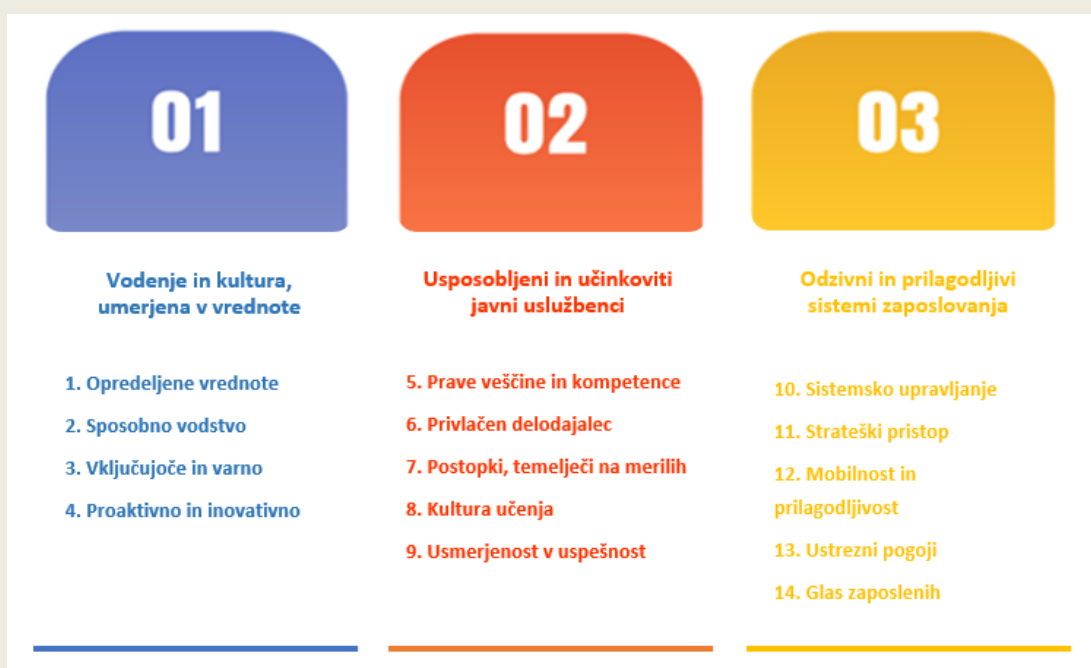 01
Vodenje in kultura,
umerjena v vrednote
1. Opredeljene vrednote
2. Sposobno vodstvo
3. Vključujoče in varno
4. Proaktivno in inovativno
02
Usposobljeni in učinkoviti
javni uslužbenci
5. Prave veščine in kompetence
6. Privlačen delodajalec
7. Postopki, temelječi na merilih
8. Kultura učenja
9. Usmerjenost v uspešnost
03
Odzivni in prilagodljivi
sistemi zaposlovanja
10. Sistemsko upravljanje
11. Strateški pristop
12. Mobilnost in
prilagodljivost
13. Ustrezni pogoji
14. Glas zaposlenih